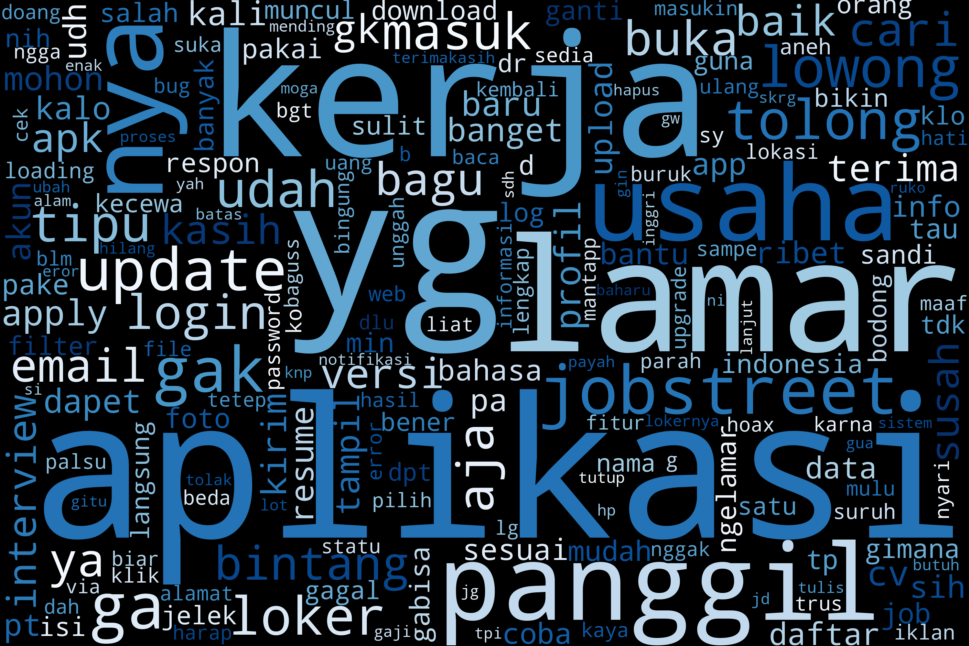 doang
salah
kali
muncul
download
ganti
masukin
orang
nih
udh
mending
gk
masuk
baik
cari
ngga
enak
suka
pakai
terimakasih
dr
sedia
buka
aneh
lowong
mohon
bug
nya
kerja
moga
kembali
hapus
guna
ulang
skrg
bikin
kalo
banyak
bgt
baru
upload
gw
tolong
klo
cek
apk
proses
sulit
banget
sy
hati
loading
respon
uang
b
baca
d
app
lokasi
terima
ubah
yah
udah
bagu
sdh
gin
buruk
usaha
ruko
alam
kecewa
batas
bingung
unggah
yg
log
profil
inggri
info
akun
tipu
kasih
informasi
lengkap
mantapp
bantu
sampe
ribet
sandi
tau
blm
hilang
eror
pake
update
kobaguss
web
lamar
baharu
ni
upgrade
lanjut
bodong
maaf
apply
login
password
dlu
liat
tdk
filter
file
min
notifikasi
payah
parah
indonesia
susah
email
gak
knp
versi
bahasa
jobstreet
si
dapet
tetep
hasil
pa
interview
foto
kirim
resume
tampil
error
bener
aja
fitur
lokernya
hoax
karna
sistem
aplikasi
palsu
langsung
tolak
dpt
nama
g
ngelamar
data
gua
nyari
gitu
beda
lot
pilih
tutup
hp
satu
suruh
mulu
lg
ya
biar
bintang
statu
gabisa
sesuai
mudah
nggak
tp
gimana
klik
via
panggil
cv
butuh
sih
dah
ga
alamat
gagal
jg
jd
tulis
trus
job
pt
isi
jelek
loker
harap
gaji
tpi
coba
kaya
daftar
iklan